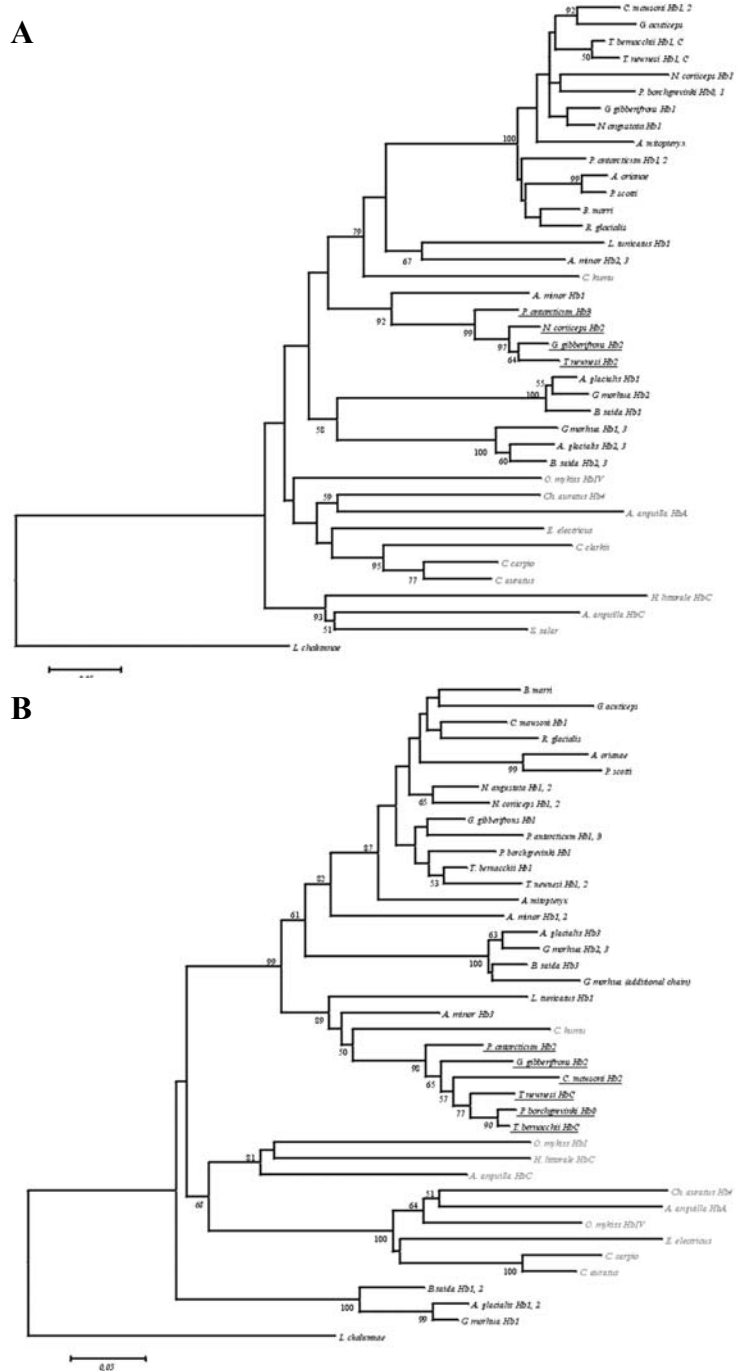 A
92
C. mawsoni Hb1, 2
G. acuticeps
T. bernacchii Hb1, C
50
T. newnesi Hb1, C
N. coriiceps Hb1
P. borchgrevinki Hb0, 1
G. gibberifrons Hb1
N. angustata Hb1
100
A. mitopteryx
P. antarcticum Hb1, 2
99
A. orianae
P. scotti
B. marri
R. glacialis
79
L. tunicatus Hb1
67
A. minor Hb2, 3
C. kumu
A. minor Hb1
92
P. antarcticum Hb3
99
N. coriiceps Hb2
97
G. gibberifrons Hb2
64
T. newnesi Hb2
55
A. glacialis Hb1
100
G. morhua Hb2
B. saida Hb1
58
G. morhua Hb1, 3
100
A. glacialis Hb2, 3
60
B. saida Hb2, 3
O. mykiss HbIV
59
Ch. auratus Hb4
A. anguilla HbA
E. electricus
C. clarkii
95
C. carpio
77
C. auratus
H. littorale HbC
93
A. anguilla HbC
51
S. salar
L. chalumnae
B
B. marri
G. acuticeps
C. mawsoni Hb1
R. glacialis
A. orianae
99
P. scotti
N. angustata Hb1, 2
65
N. coriiceps Hb1, 2
G. gibberifrons Hb1
P. antarcticum Hb1, 3
87
P. borchgrevinki Hb1
T. bernacchii Hb1
53
T. newnesi Hb1, 2
82
A. mitopteryx
61
A. minor Hb1, 2
63
A. glacialis Hb3
G. morhua Hb2, 3
100
B. saida Hb3
99
G. morhua (additional chain)
L. tunicatus Hb1
89
A. minor Hb3
C. kumu
50
P. antarcticum Hb2
98
G. gibberifrons Hb2
65
C. mawsoni Hb2
57
T. newnesi HbC
77
P. borchgrevinki Hb0
90
T. bernacchii HbC
O. mykiss HbI
81
H. littorale HbC
A. anguilla HbC
68
53
Ch. auratus Hb4
64
A. anguilla HbA
O. mykiss HbIV
100
E. electricus
C. carpio
100
C. auratus
B. saida Hb1, 2
100
A. glacialis Hb1, 2
99
G. morhua Hb1
L. chalumnae
0,05